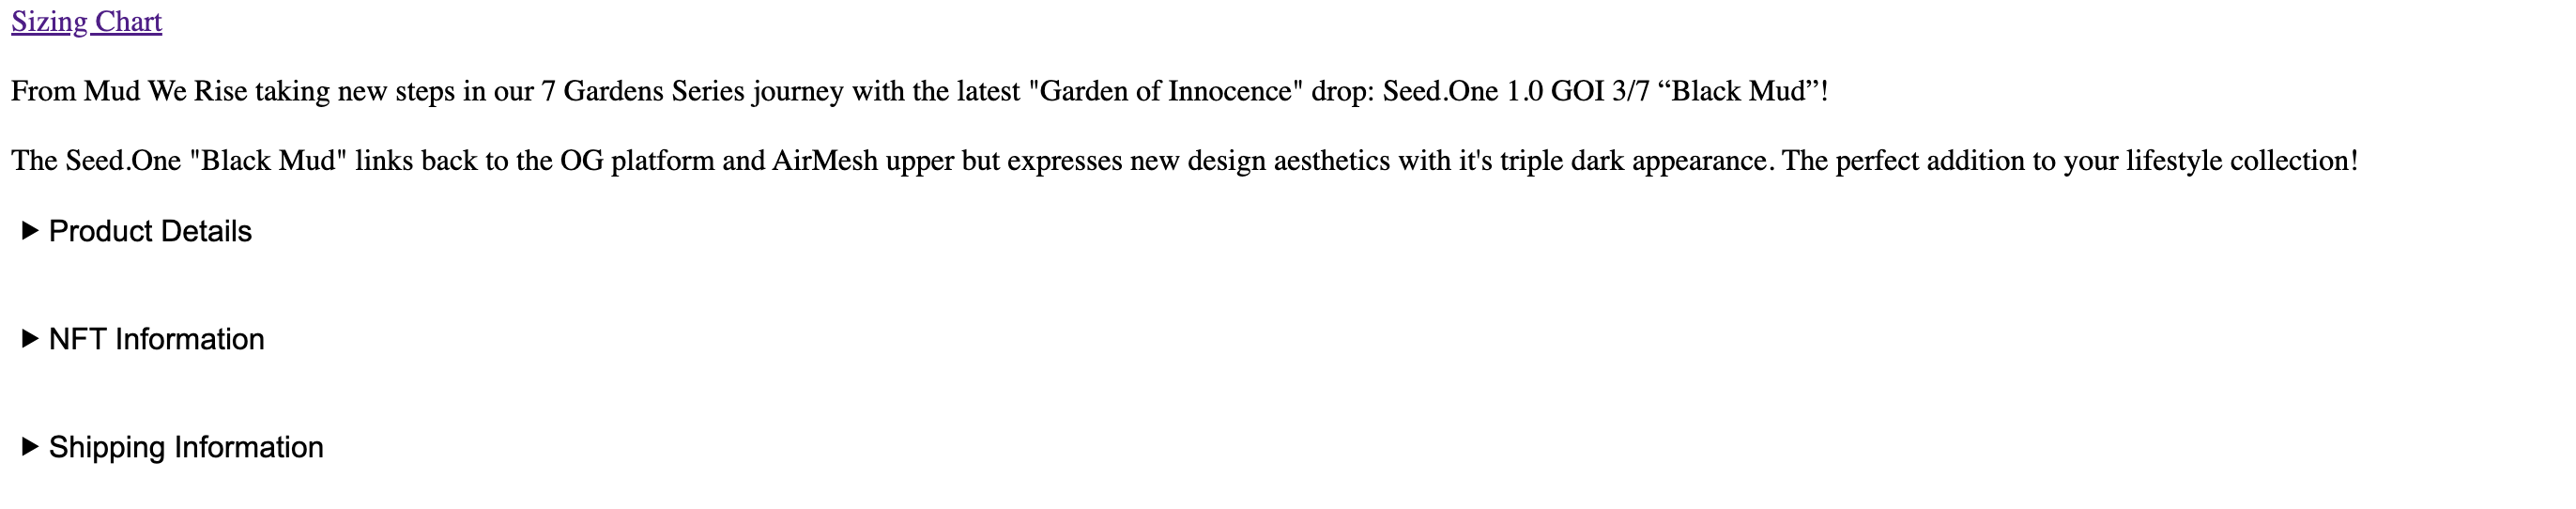 Sizing Chart
From Mud We Rise taking new steps in our 7 Gardens Series journey with the latest "Garden of Innocence" drop: Seed.One 1.0 GOI 3/7 “Black Mud”!
The Seed.One "Black Mud" links back to the OG platform and AirMesh upper but expresses new design aesthetics with it's triple dark appearance. The perfect addition to your lifestyle collection!
Product Details
NFT Information
Shipping Information